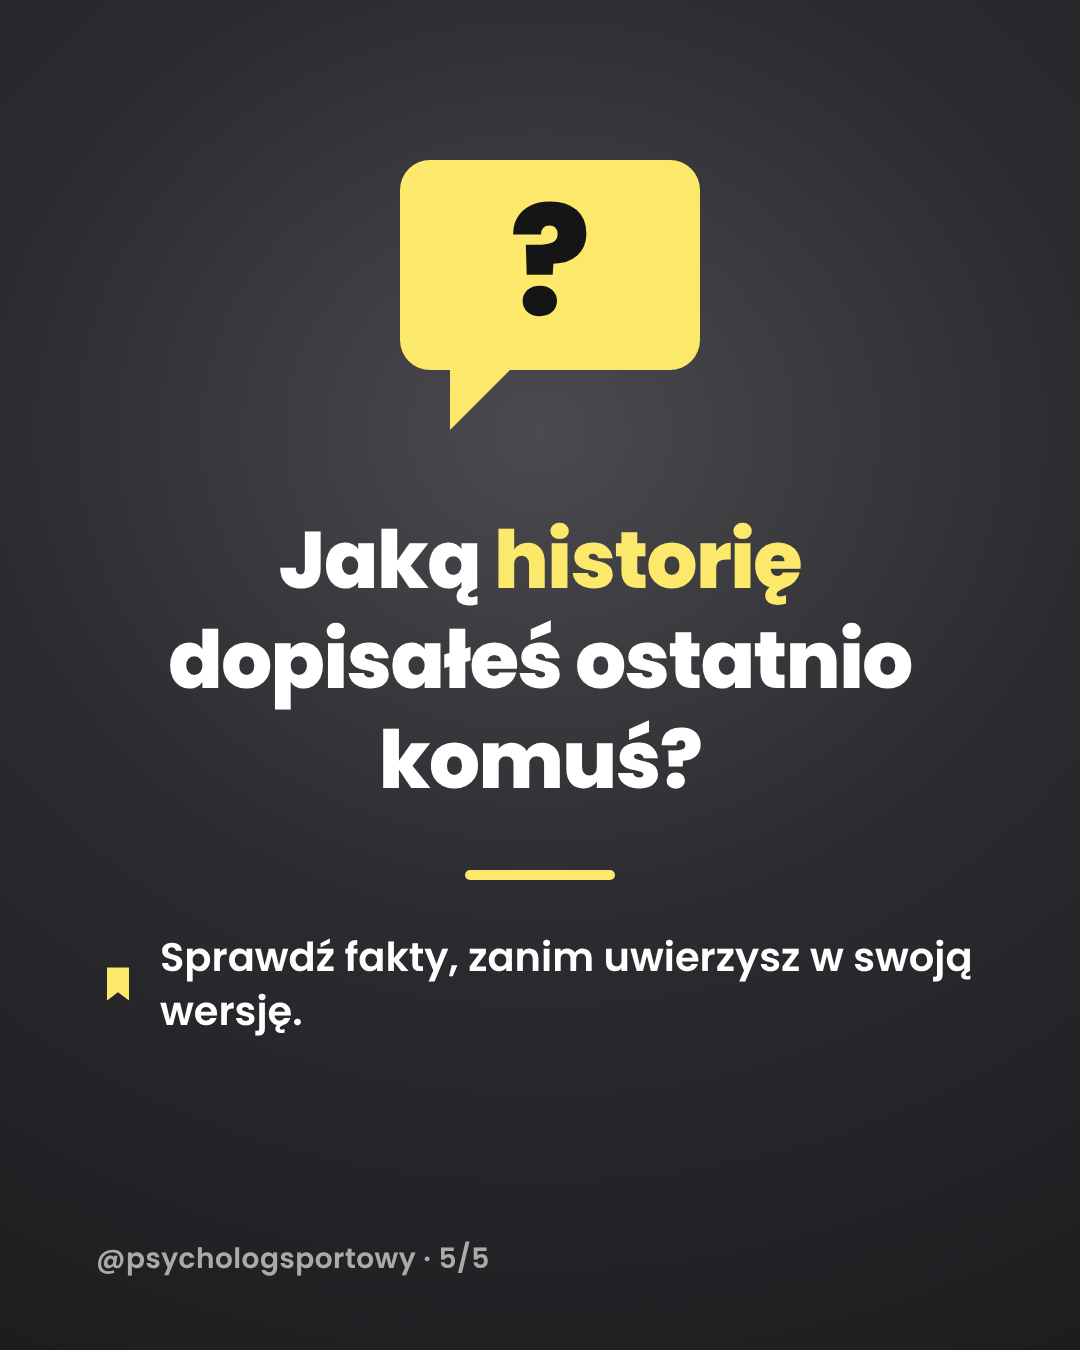 ?
Jaką historię
dopisałeś ostatnio
komuś?
Sprawdź fakty, zanim uwierzysz w swoją
wersję.
@psychologsportowy · 5/5